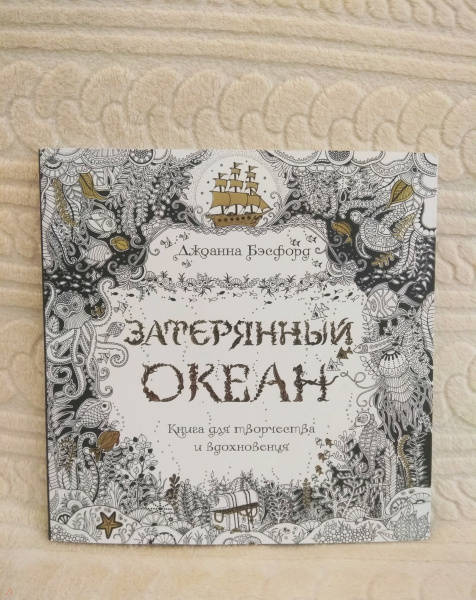 Джоанна Бэсфорд
ЗАТЕРЯННЫЙ
ОКЕАН
Книга для творчества
и вдохновения